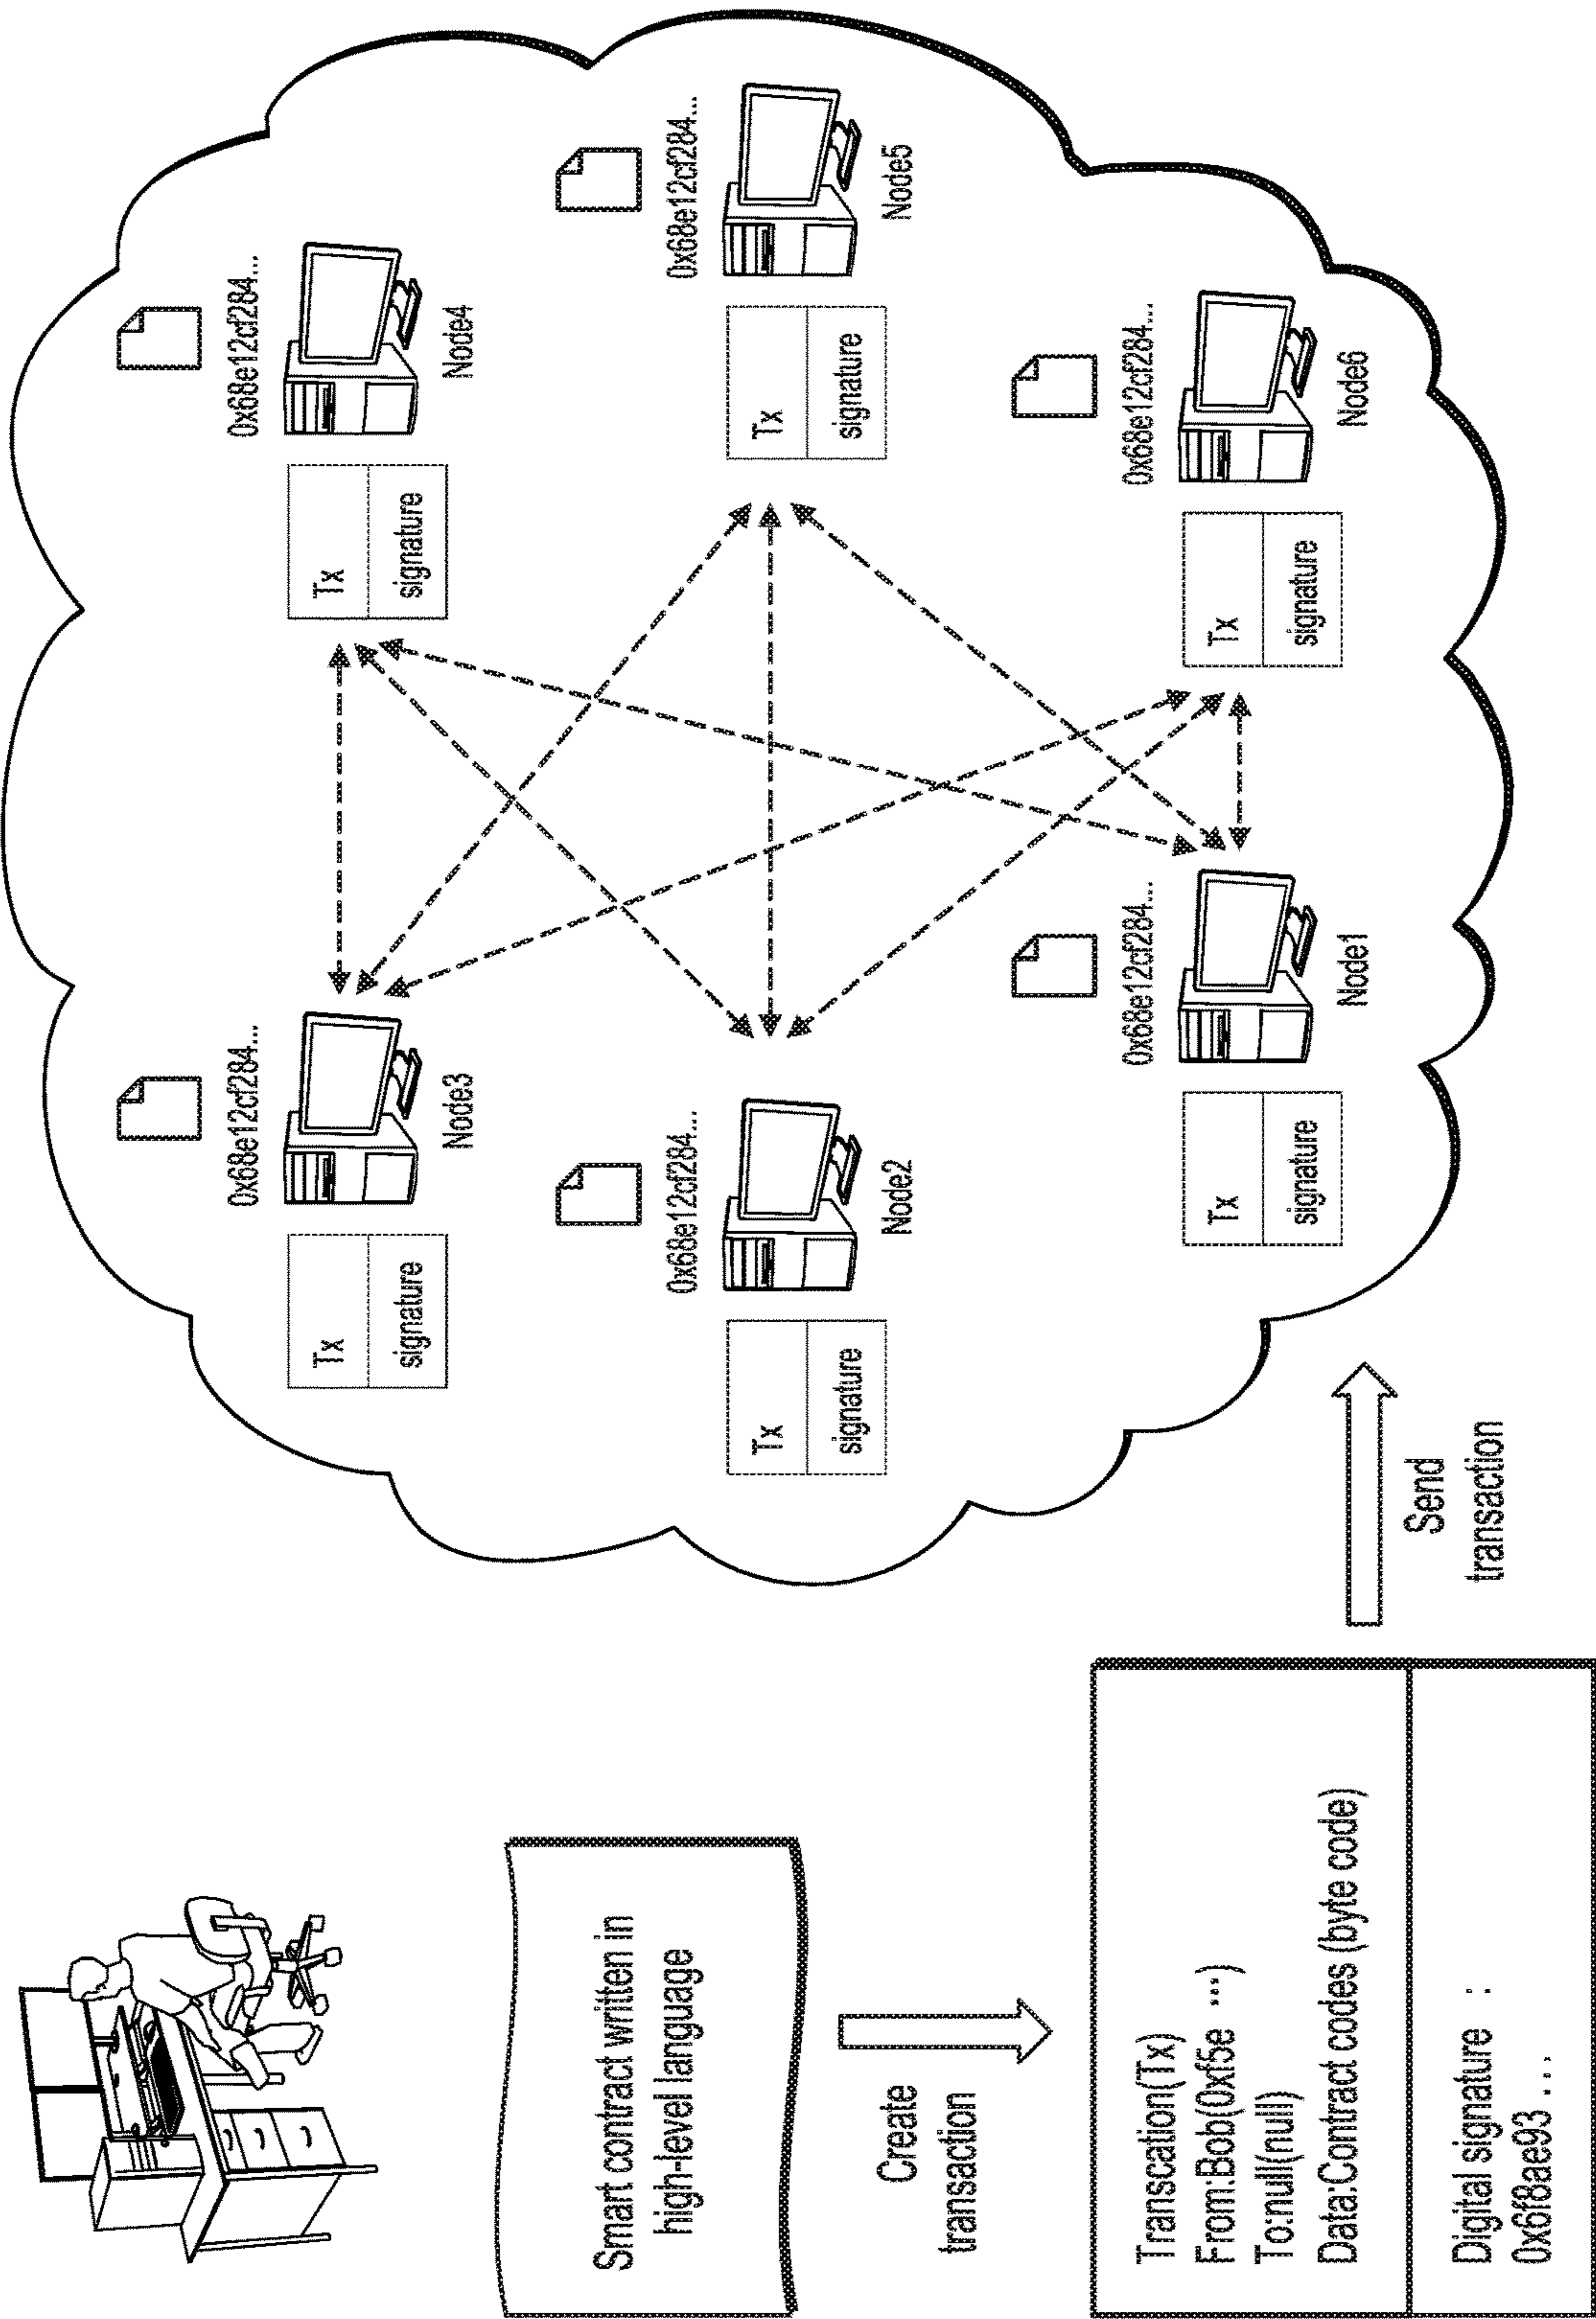 Smart contract written in
high-level language
Create
transaction
Transcation(Tx)
From:Bob(0xf5e ...)
To:null(null)
Data:Contract codes (byte code)
Digital signature :
0x6f8ae93 ...
Send
transaction
0x68e12cf284...
Tx
signature
Node3
0x68e12cf284...
Tx
signature
Node4
0x68e12cf284...
Tx
signature
Node2
0x68e12cf284...
Tx
signature
Node5
0x68e12cf284...
Tx
signature
Node1
0x68e12cf284...
Tx
signature
Node6